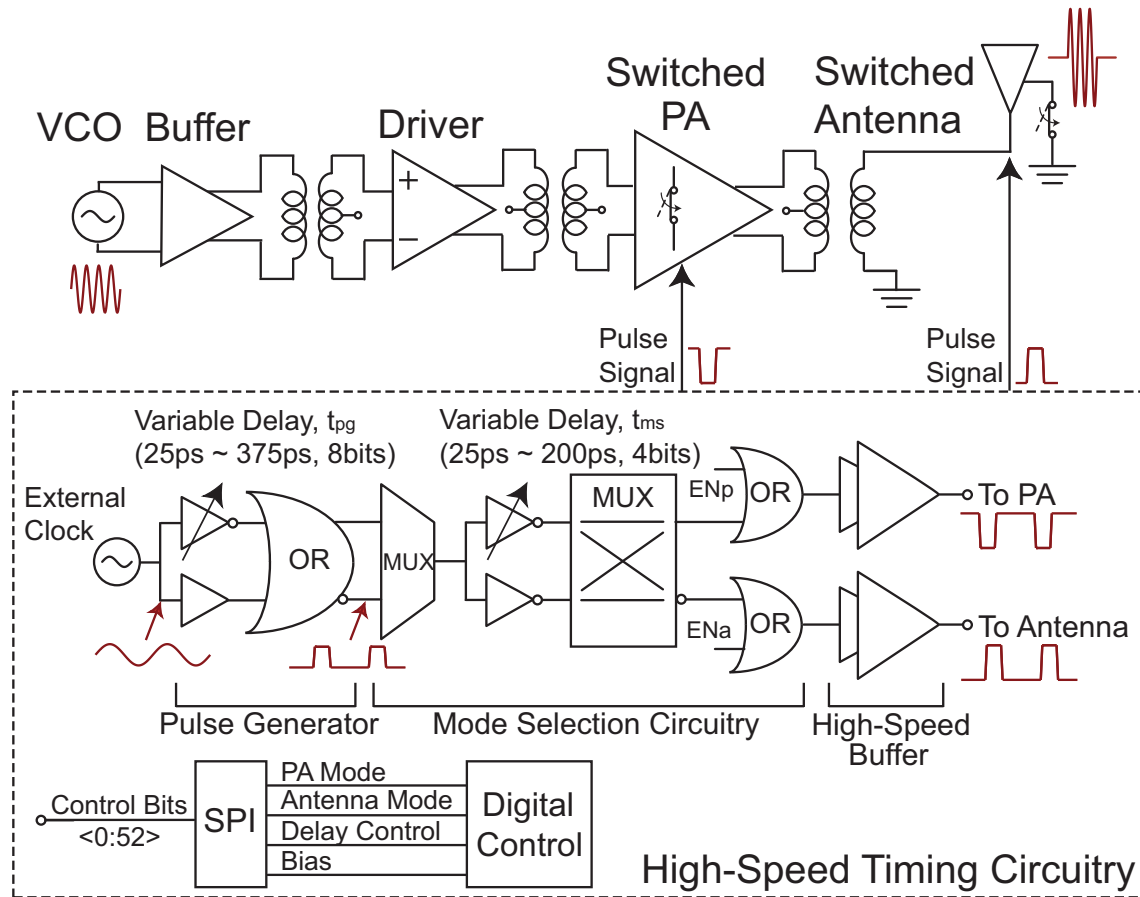 VCO
Buffer
Driver
Switched
PA
Switched
Antenna
+
−
Pulse
Signal
Pulse
Signal
Variable Delay, tpg
(25ps ~ 375ps, 8bits)
Variable Delay, tms
(25ps ~ 200ps, 4bits)
External
Clock
OR
MUX
MUX
ENp
OR
To PA
ENa
OR
To Antenna
Pulse Generator
Mode Selection Circuitry
High-Speed
Buffer
Control Bits
<0:52>
SPI
PA Mode
Antenna Mode
Delay Control
Bias
Digital
Control
High-Speed Timing Circuitry